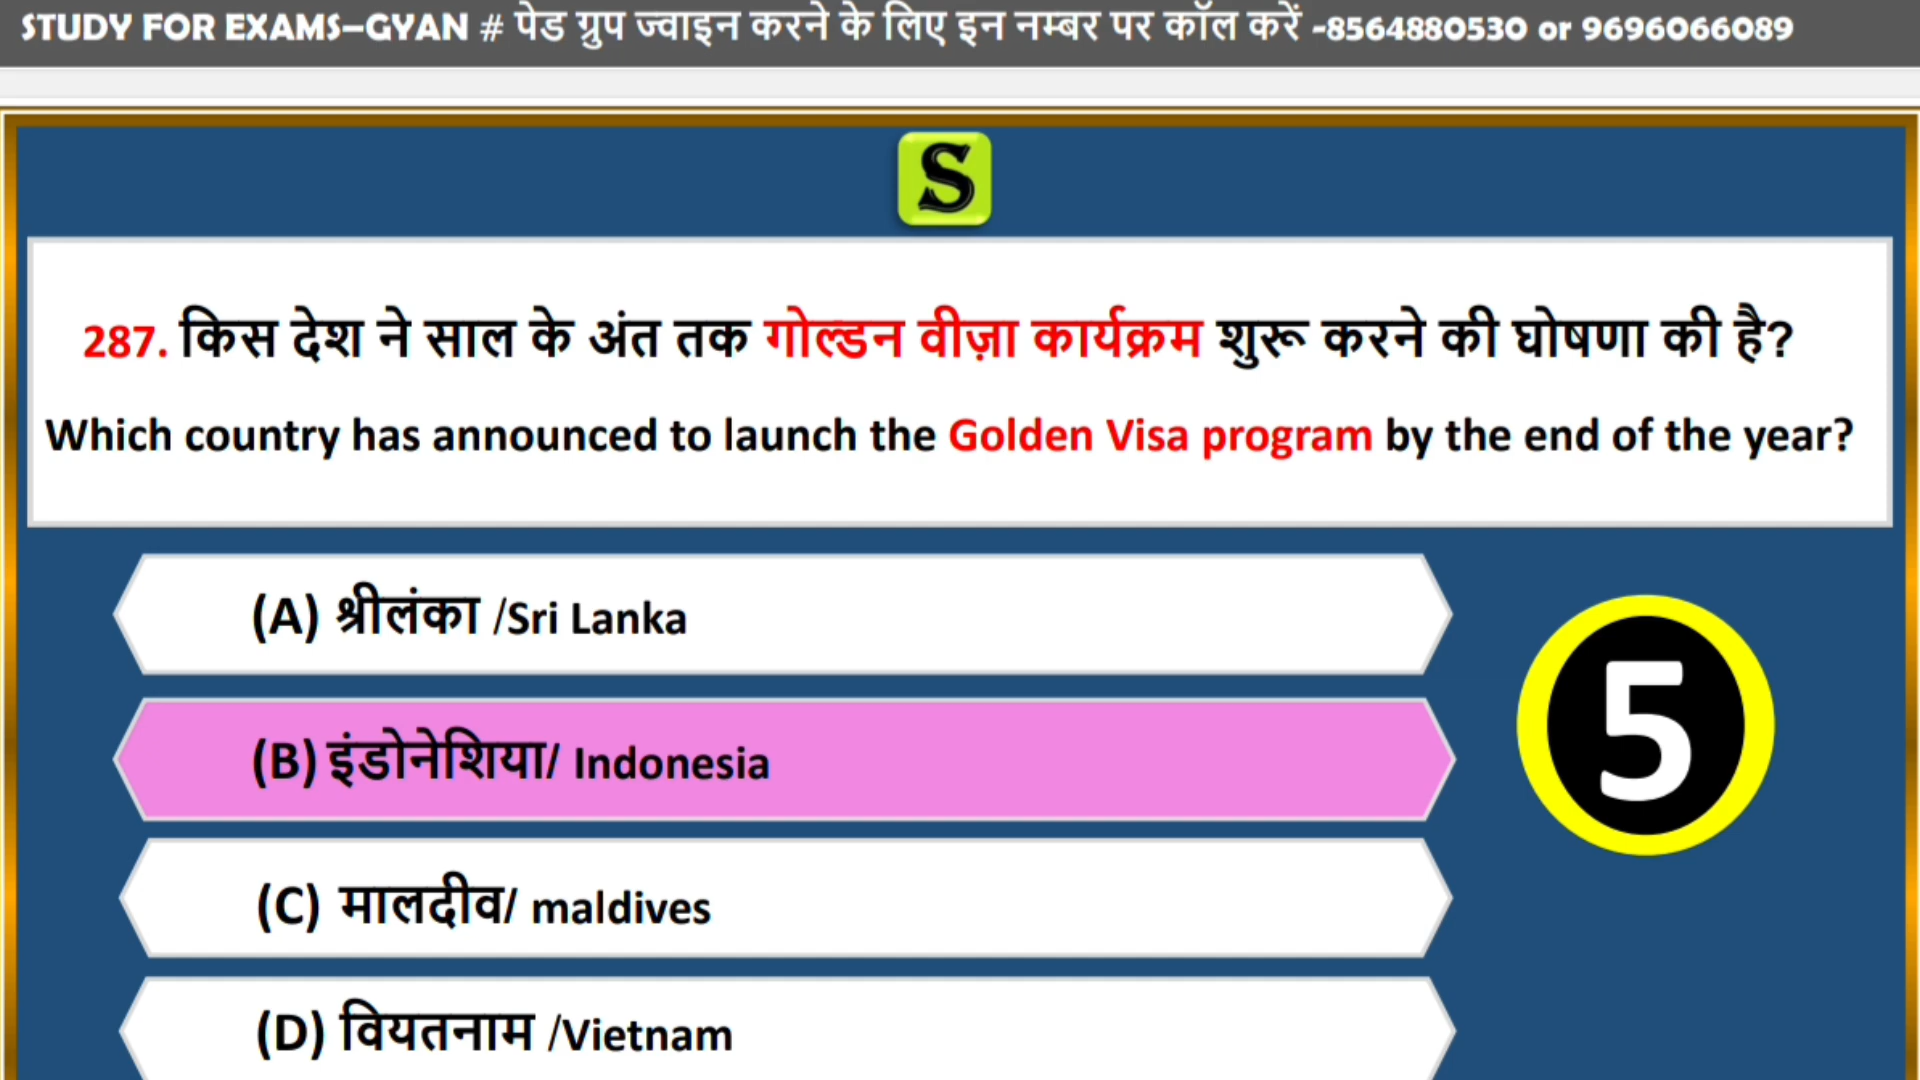 STUDY FOR EXAMS–GYAN # पेड ग्रुप ज्वाइन करने के लिए इन नम्बर पर कॉल करें -8564880530 or 9696066089
S
287. किस देश ने साल के अंत तक गोल्डन वीज़ा कार्यक्रम शुरू करने की घोषणा की है?
Which country has announced to launch the Golden Visa program by the end of the year?
(A) श्रीलंका /Sri Lanka
(B) इंडोनेशिया/ Indonesia
5
(C) मालदीव/ maldives
(D) वियतनाम /Vietnam